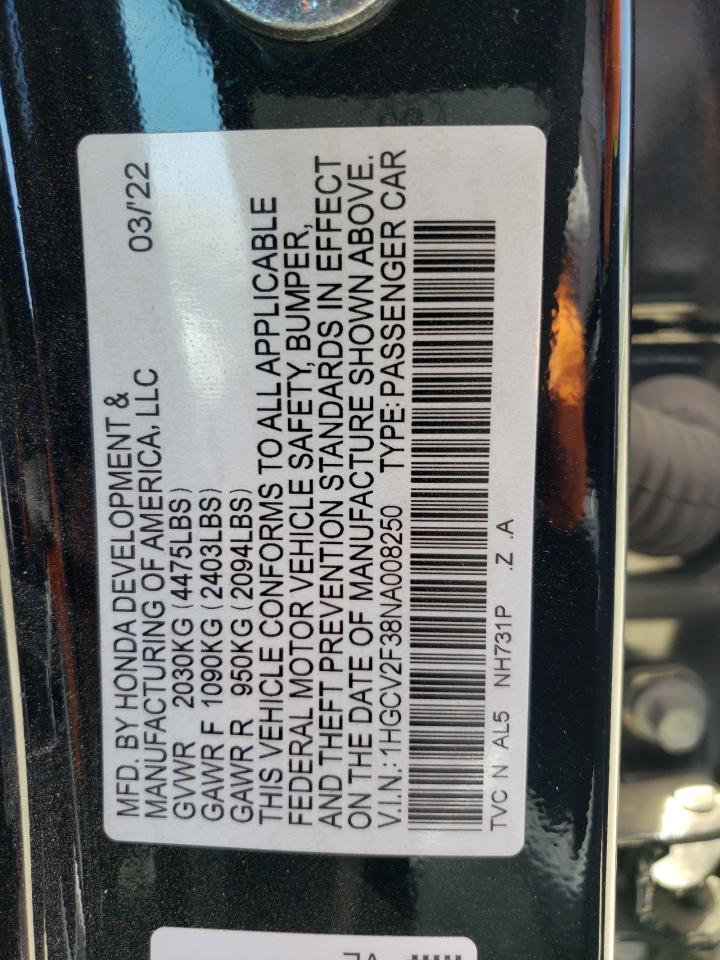 MFD. BY HONDA DEVELOPMENT & 03/'22
MANUFACTURING OF AMERICA, LLC
GVWR 2030KG (4475LBS)
GAWR F 1090KG (2403LBS)
GAWR R 950KG (2094LBS)
THIS VEHICLE CONFORMS TO ALL APPLICABLE
FEDERAL MOTOR VEHICLE SAFETY, BUMPER,
AND THEFT PREVENTION STANDARDS IN EFFECT
ON THE DATE OF MANUFACTURE SHOWN ABOVE.
V.I.N.: 1HGCV2F38NA008250 TYPE: PASSENGER CAR
TVC N AL5 NH731P .Z .A